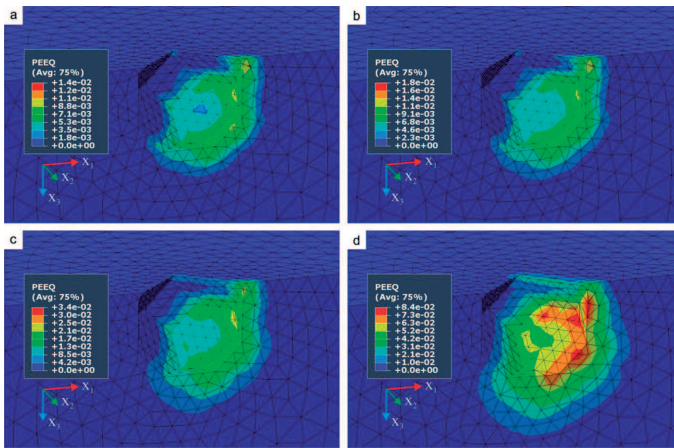 a
PEEQ
(Avg: 75%)
+1.4e-02
+1.2e-02
+1.1e-02
+8.8e-03
+7.1e-03
+5.3e-03
+3.5e-03
+1.8e-03
+0.0e+00
X1
X2
X3
b
PEEQ
(Avg: 75%)
+1.8e-02
+1.6e-02
+1.4e-02
+1.1e-02
+9.1e-03
+6.8e-03
+4.6e-03
+2.3e-03
+0.0e+00
X1
X2
X3
c
PEEQ
(Avg: 75%)
+3.4e-02
+3.0e-02
+2.5e-02
+2.1e-02
+1.7e-02
+1.3e-02
+8.5e-03
+4.2e-03
+0.0e+00
X1
X2
X3
d
PEEQ
(Avg: 75%)
+8.4e-02
+7.3e-02
+6.3e-02
+5.2e-02
+4.2e-02
+3.1e-02
+2.1e-02
+1.0e-02
+0.0e+00
X1
X2
X3